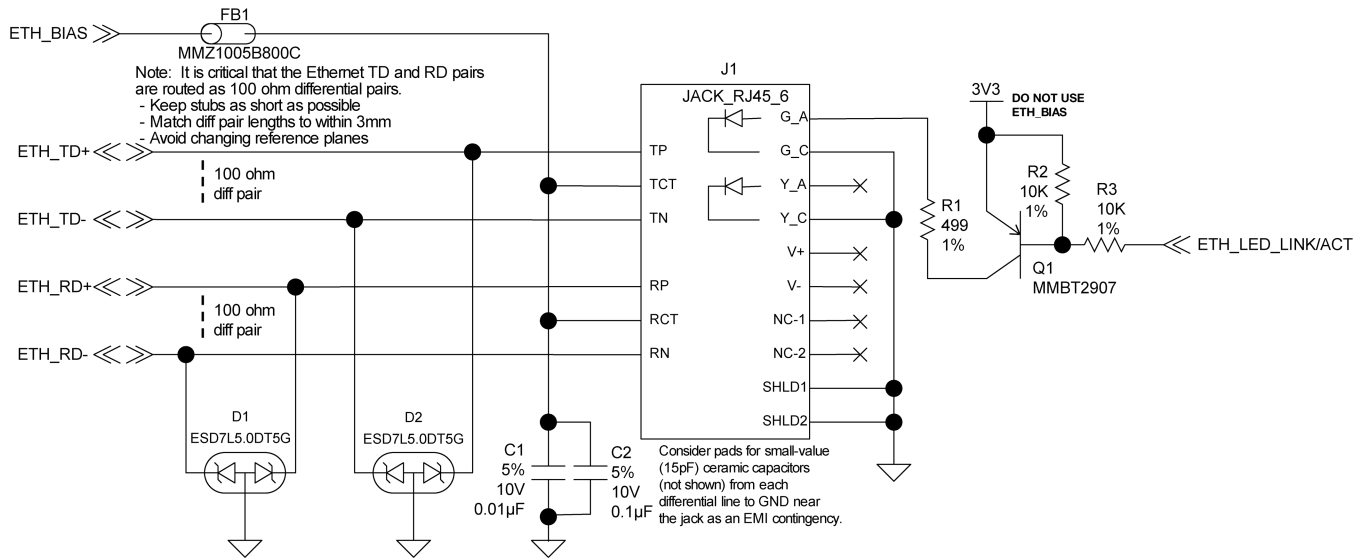 FB1
ETH_BIAS
MMZ1005B800C
Note: It is critical that the Ethernet TD and RD pairs
are routed as 100 ohm differential pairs.
- Keep stubs as short as possible
- Match diff pair lengths to within 3mm
- Avoid changing reference planes
ETH_TD+
100 ohm
diff pair
ETH_TD-
ETH_RD+
100 ohm
diff pair
ETH_RD-
D1
ESD7L5.0DT5G
D2
ESD7L5.0DT5G
C1
5%
10V
0.01µF
C2
5%
10V
0.1µF
J1
JACK_RJ45_6
TP
TCT
TN
RP
RCT
RN
G_A
G_C
Y_A
Y_C
V+
V-
NC-1
NC-2
SHLD1
SHLD2
Consider pads for small-value
(15pF) ceramic capacitors
(not shown) from each
differential line to GND near
the jack as an EMI contingency.
3V3
DO NOT USE
ETH_BIAS
R1
499
1%
R2
10K
1%
R3
10K
1%
Q1
MMBT2907
ETH_LED_LINK/ACT